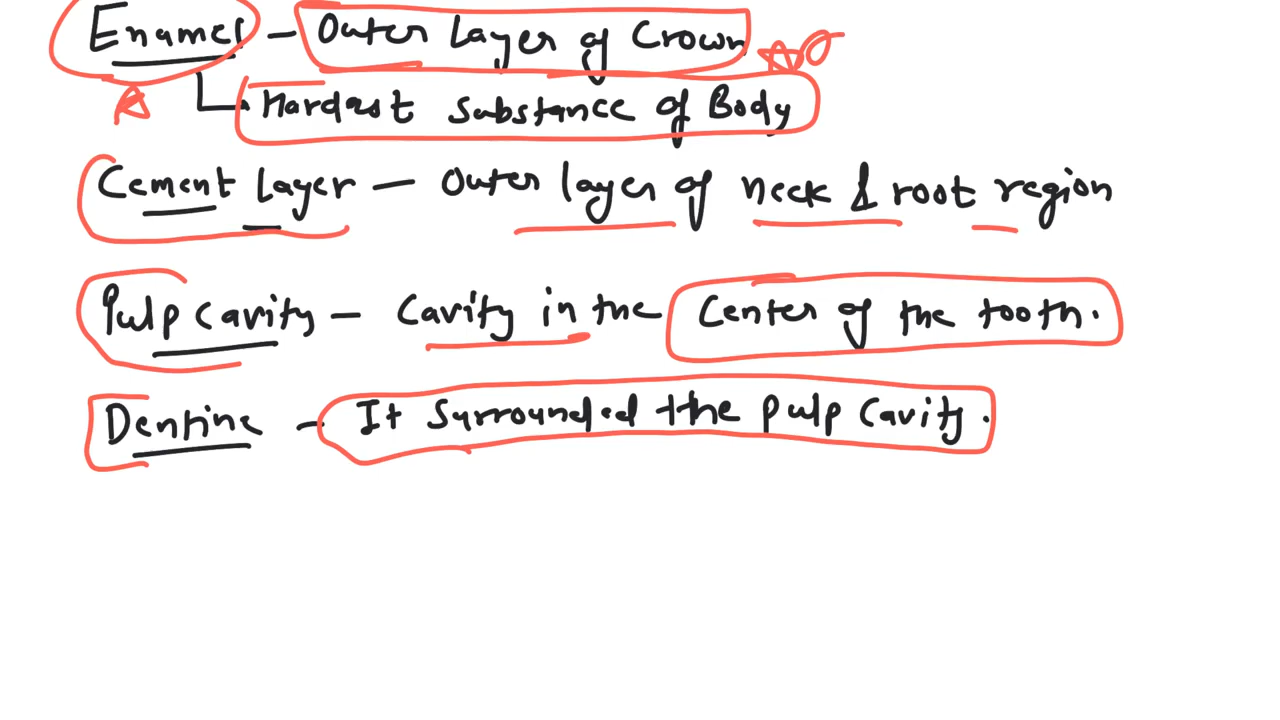 Enamel - Outer Layer of Crown
Hardest Substance of Body
Cement Layer - Outer layer of neck & root region
Pulp cavity - Cavity in the Center of the tooth.
Dentine - It Surrounded the Pulp Cavity.